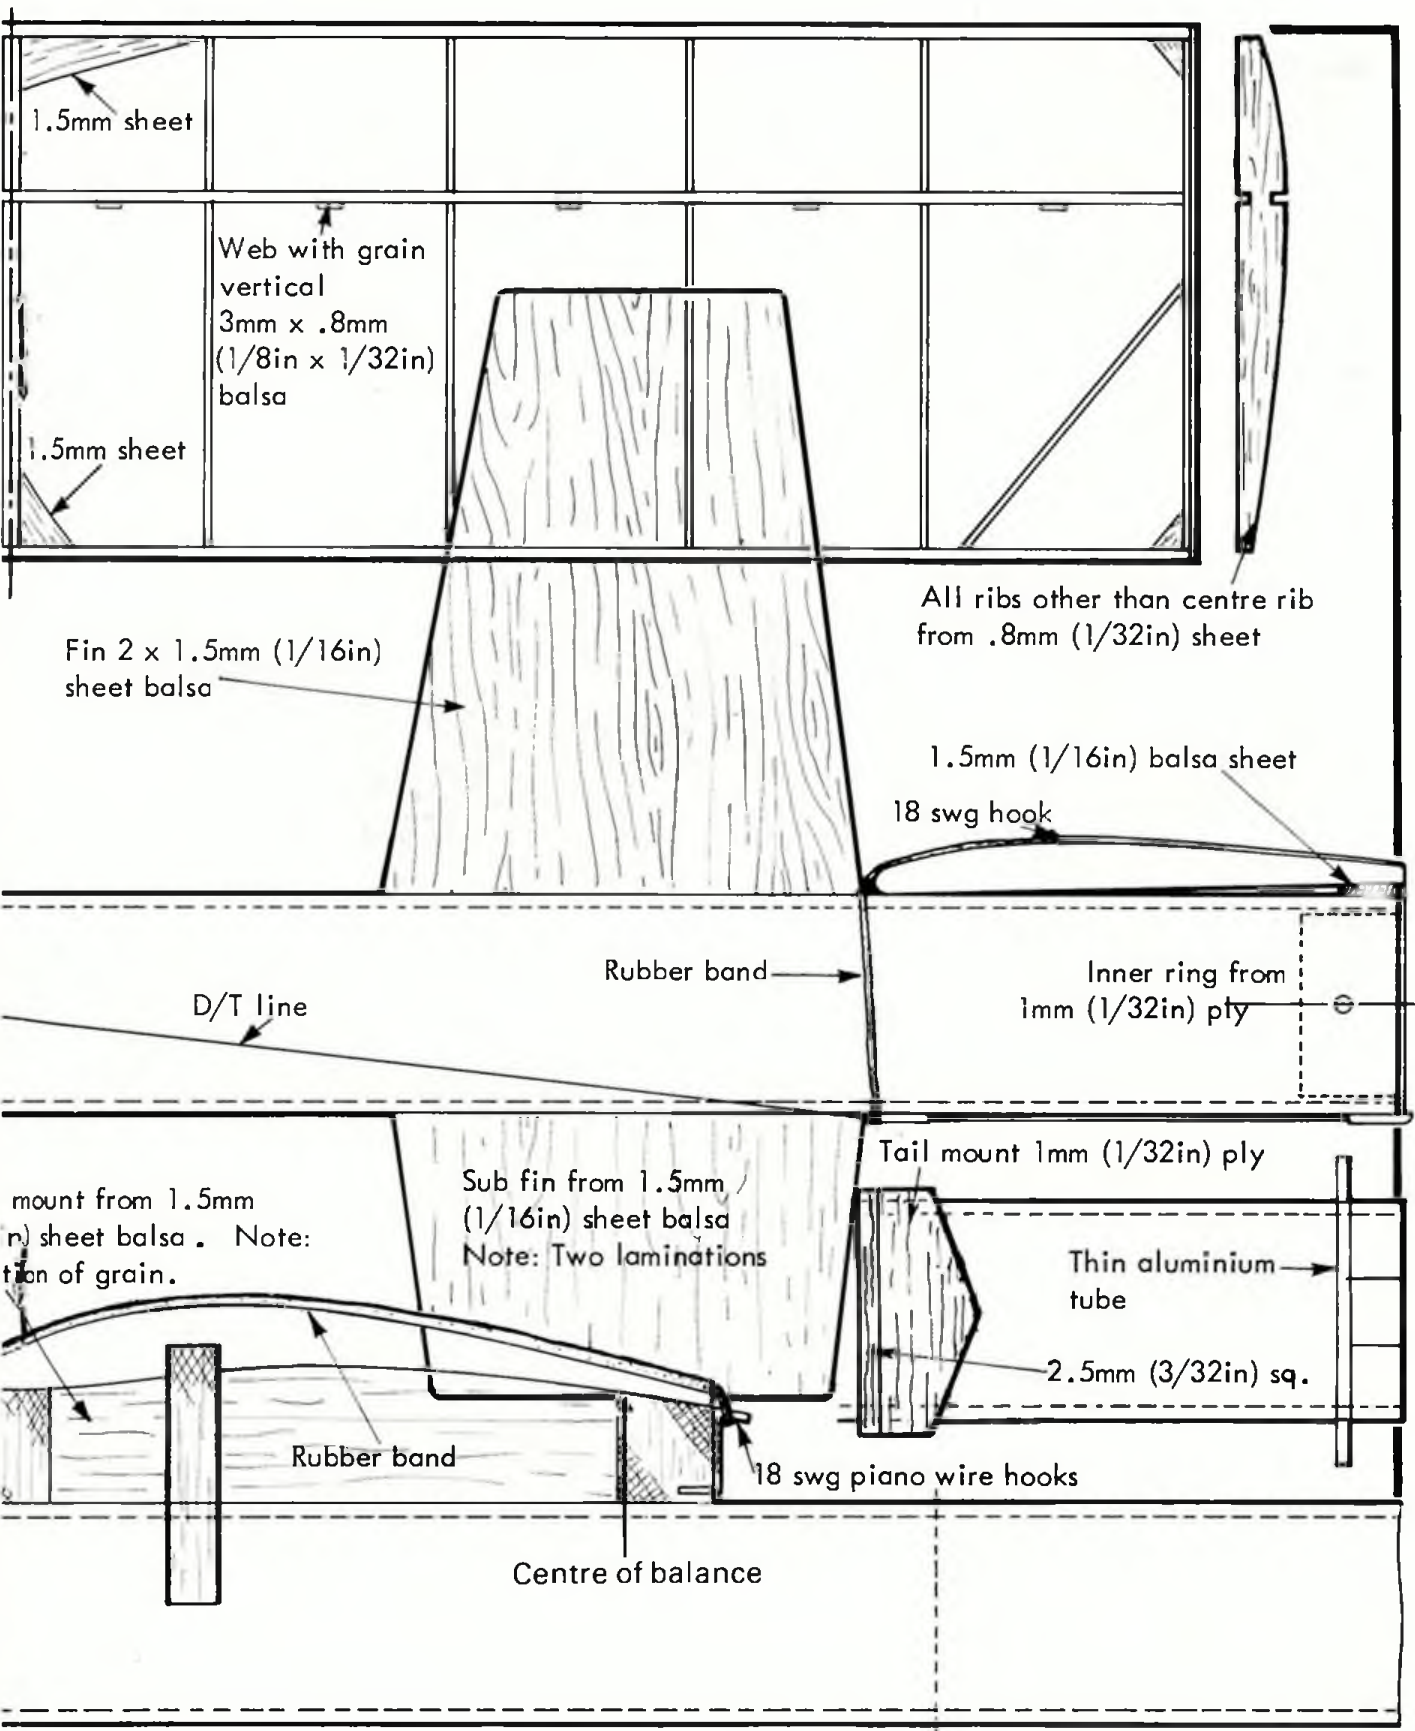 1.5mm sheet
Web with grain
vertical
3mm x .8mm
(1/8in x 1/32in)
balsa
1.5mm sheet
All ribs other than centre rib
from .8mm (1/32in) sheet
Fin 2 x 1.5mm (1/16in)
sheet balsa
1.5mm (1/16in) balsa sheet
18 swg hook
Rubber band
Inner ring from
1mm (1/32in) ply
D/T line
Tail mount 1mm (1/32in) ply
Sub fin from 1.5mm
(1/16in) sheet balsa
Note: Two laminations
mount from 1.5mm
n) sheet balsa. Note:
tion of grain.
Thin aluminium
tube
2.5mm (3/32in) sq.
Rubber band
18 swg piano wire hooks
Centre of balance